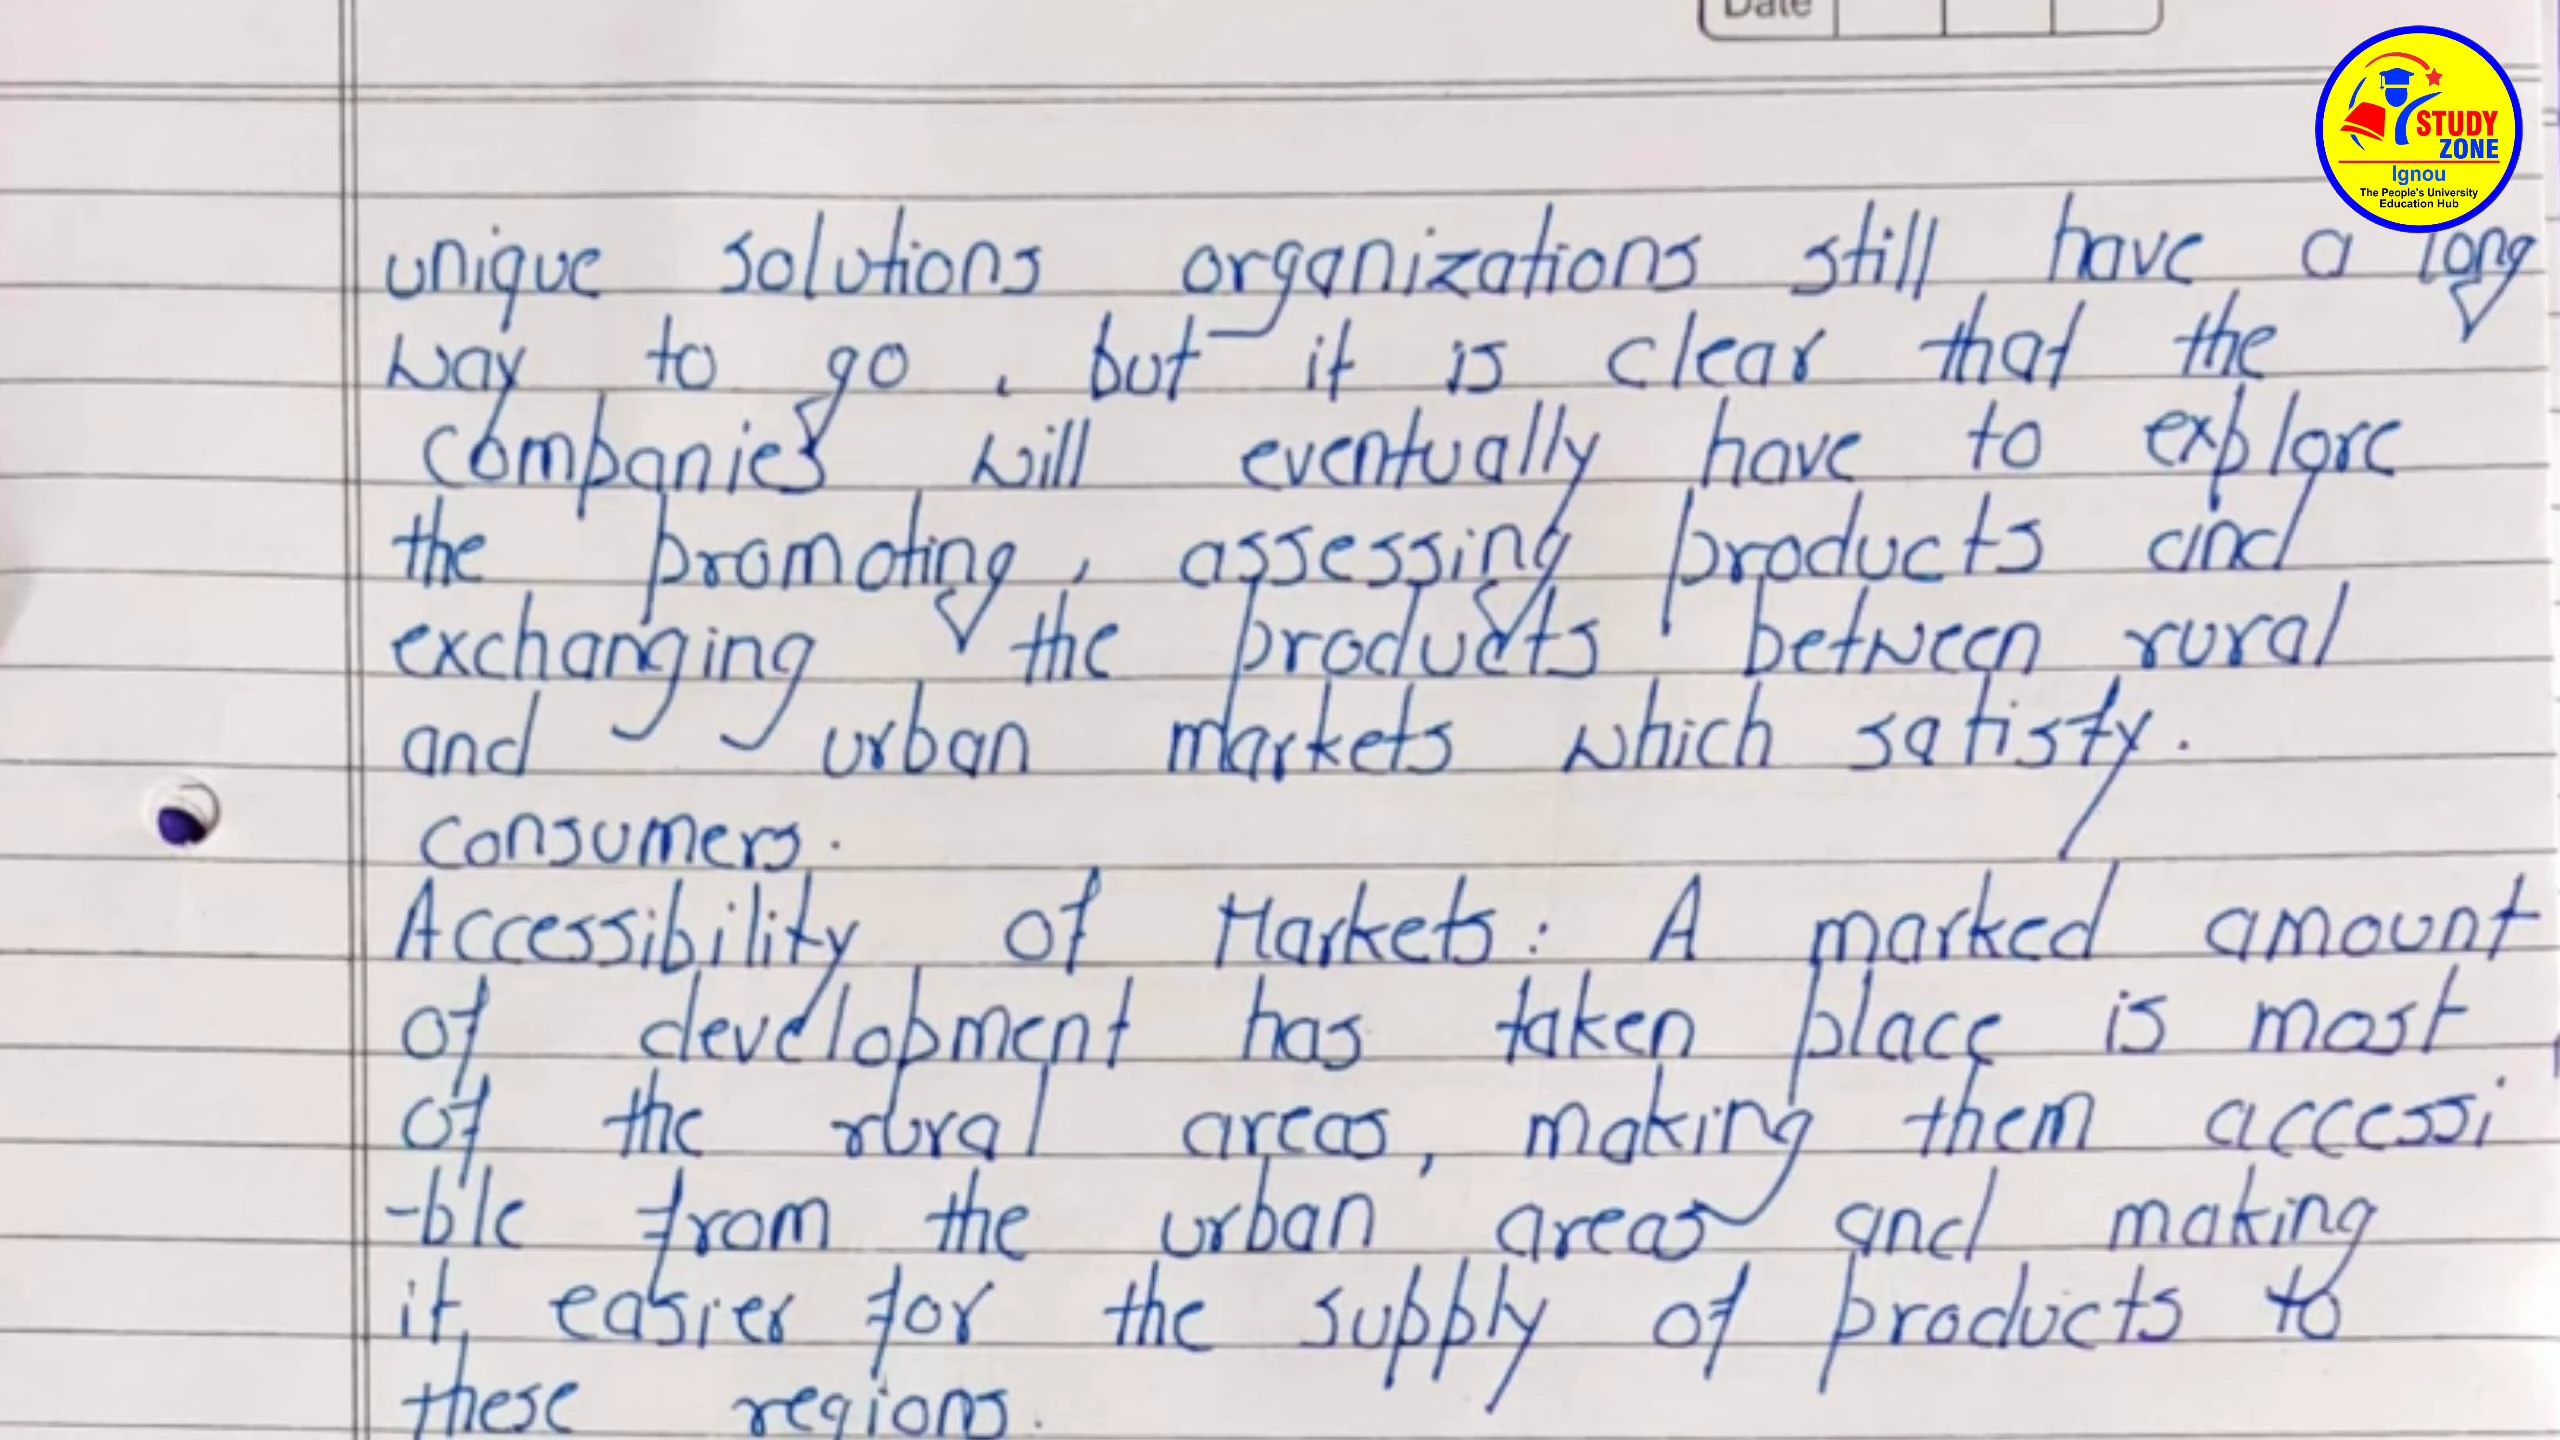 Date
STUDY
ZONE
Ignou
The People's University
Education Hub
unique solutions organizations still have a long
way to go, but it is clear that the
companies will eventually have to explore
the promoting, assessing products and
exchanging the products between rural
and urban markets which satisfy.
consumers.
Accessibility of Markets: A marked amount
of development has taken place is most
of the rural areas, making them accessi
-ble from the urban areas and making
it easier for the supply of products to
these regions.